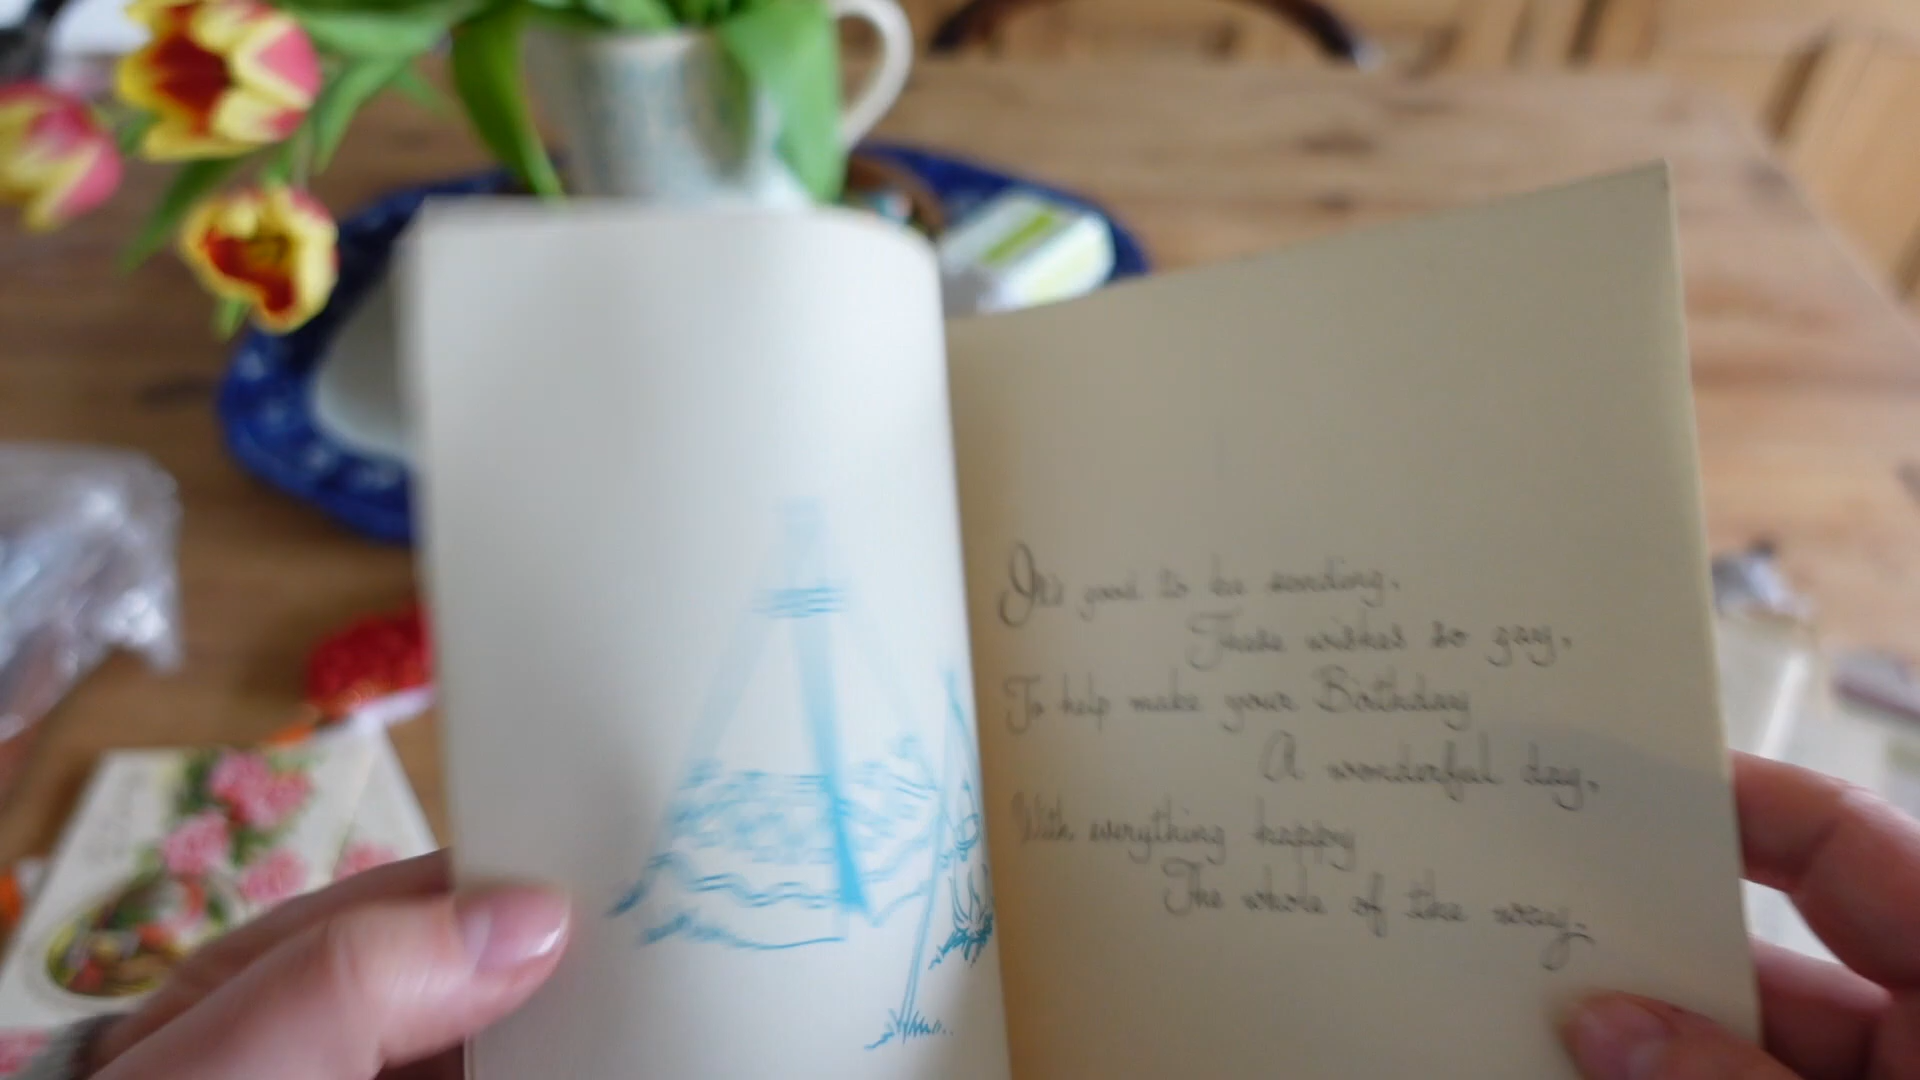 It's good to be sending,
These wishes so gay,
To help make your Birthday
A wonderful day,
With everything happy
The whole of the way.